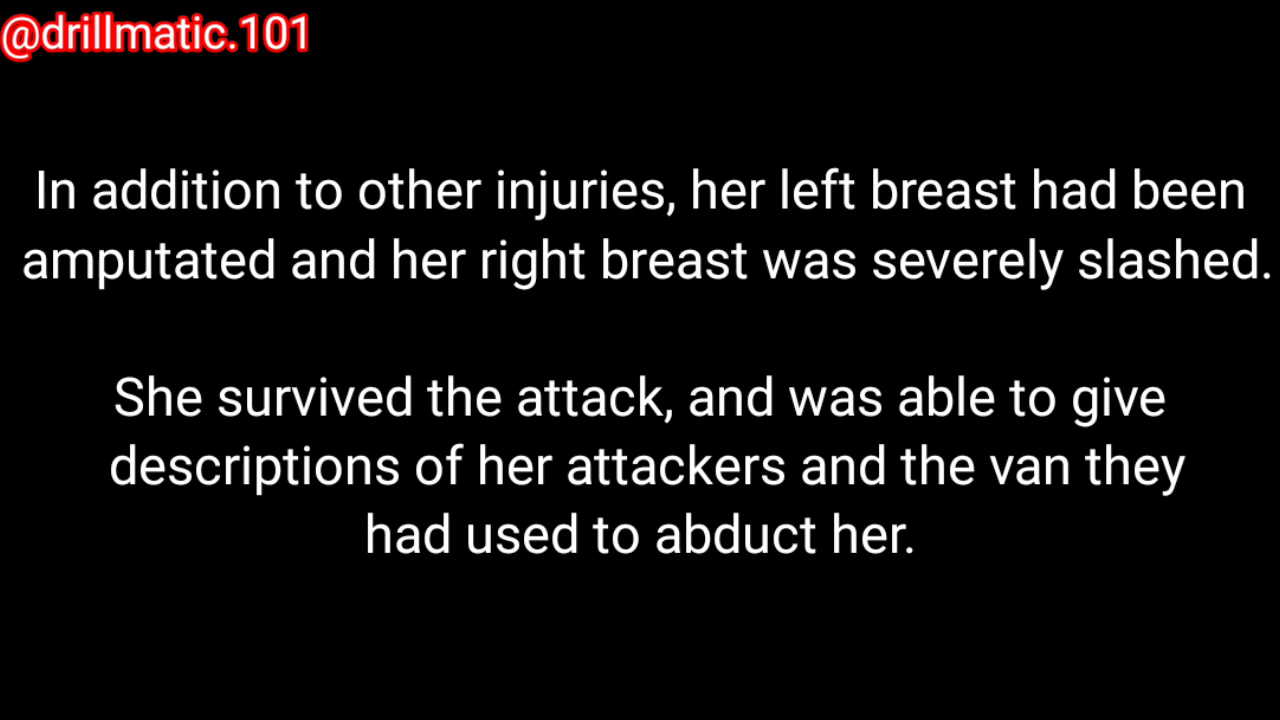 @drillmatic.101
In addition to other injuries, her left breast had been
amputated and her right breast was severely slashed.
She survived the attack, and was able to give
descriptions of her attackers and the van they
had used to abduct her.